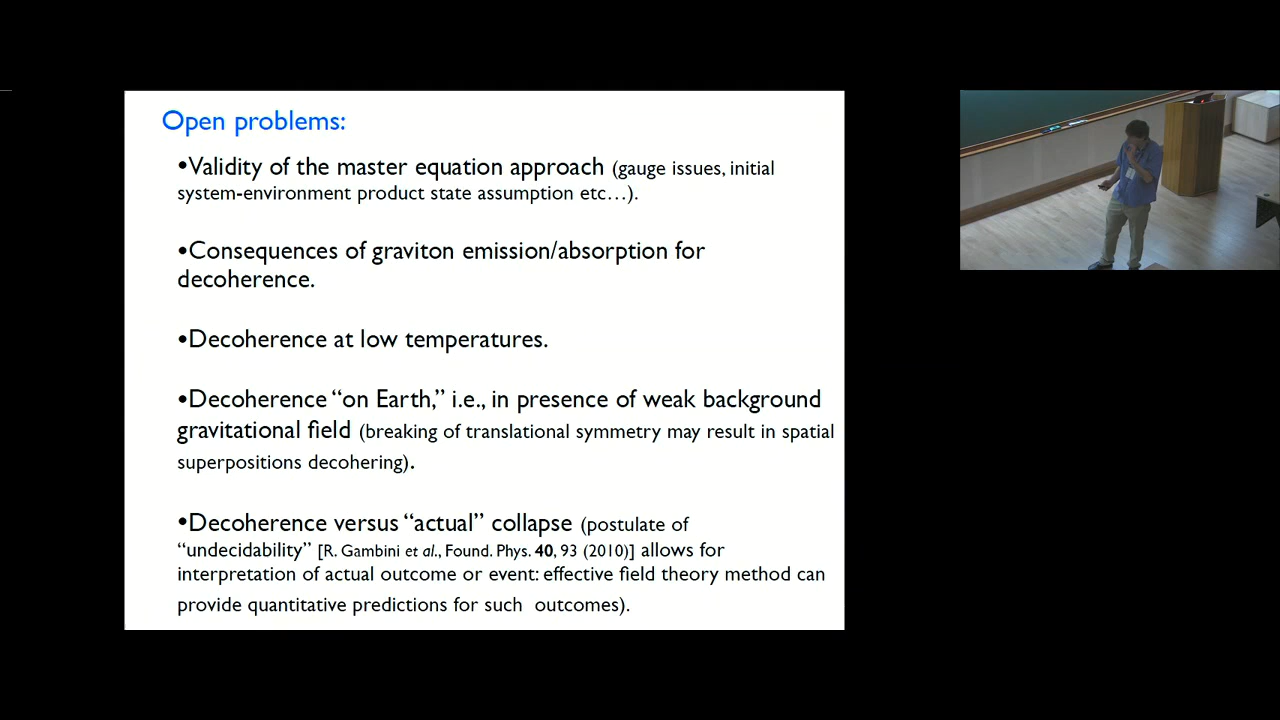 Open problems:
•Validity of the master equation approach (gauge issues, initial
system-environment product state assumption etc…).
•Consequences of graviton emission/absorption for
decoherence.
•Decoherence at low temperatures.
•Decoherence “on Earth,” i.e., in presence of weak background
gravitational field (breaking of translational symmetry may result in spatial
superpositions decohering).
•Decoherence versus “actual” collapse (postulate of
“undecidability” [R. Gambini et al., Found. Phys. 40, 93 (2010)] allows for
interpretation of actual outcome or event: effective field theory method can
provide quantitative predictions for such outcomes).